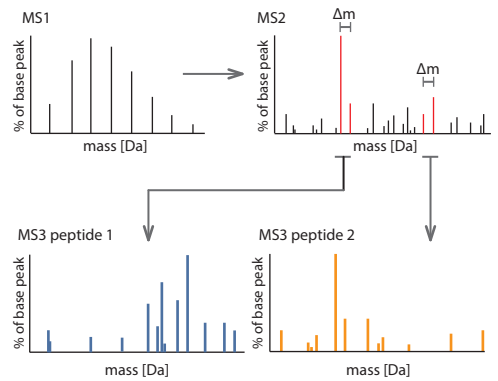 MS1
% of base peak
mass [Da]
MS2
Δm
Δm
% of base peak
mass [Da]
MS3 peptide 1
% of base peak
mass [Da]
MS3 peptide 2
% of base peak
mass [Da]